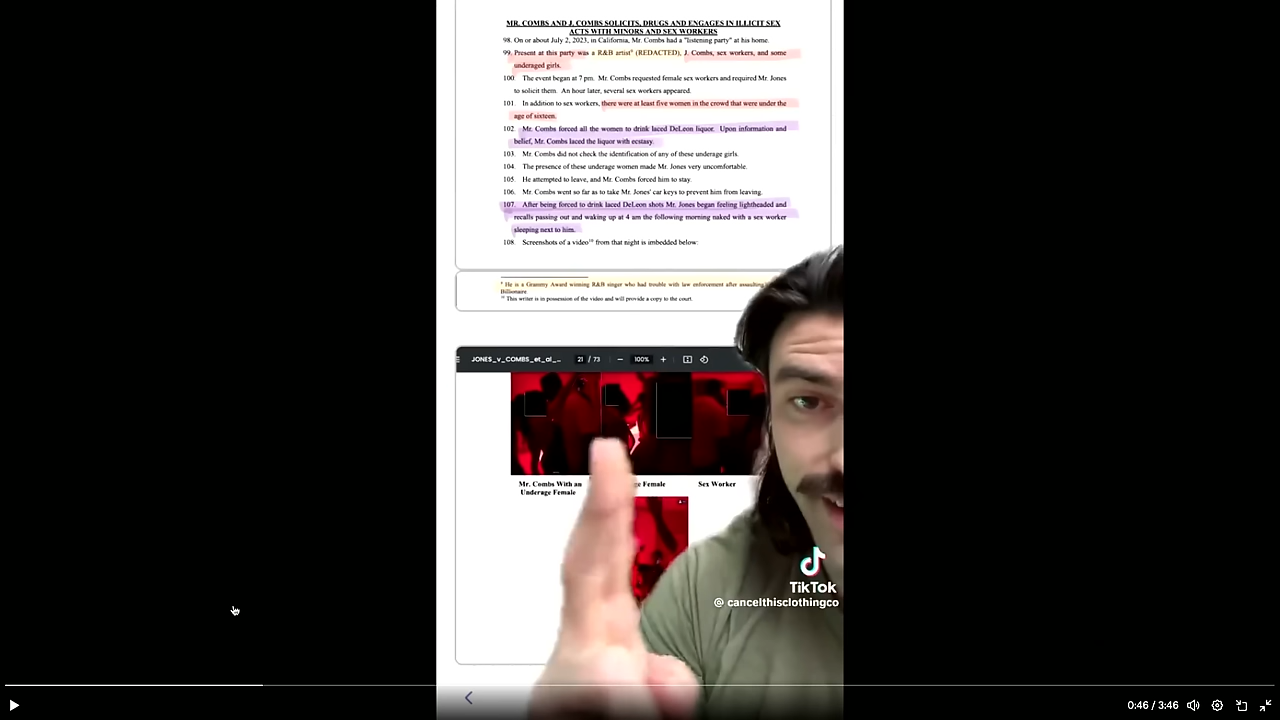 MR. COMBS AND J. COMBS SOLICITS, DRUGS AND ENGAGES IN ILLICIT SEX
ACTS WITH MINORS AND SEX WORKERS
98. On or about July 2, 2023, in California, Mr. Combs had a "listening party" at his home.
99. Present at this party was a R&B artist⁹ (REDACTED), J. Combs, sex workers, and some
underaged girls.
100. The event began at 7 pm. Mr. Combs requested female sex workers and required Mr. Jones
to solicit them. An hour later, several sex workers appeared.
101. In addition to sex workers, there were at least five women in the crowd that were under the
age of sixteen.
102. Mr. Combs forced all the women to drink laced DeLeon liquor. Upon information and
belief, Mr. Combs laced the liquor with ecstasy.
103. Mr. Combs did not check the identification of any of these underage girls.
104. The presence of these underage women made Mr. Jones very uncomfortable.
105. He attempted to leave, and Mr. Combs forced him to stay.
106. Mr. Combs went so far as to take Mr. Jones' car keys to prevent him from leaving.
107. After being forced to drink laced DeLeon shots Mr. Jones began feeling lightheaded and
recalls passing out and waking up at 4 am the following morning naked with a sex worker
sleeping next to him.
108. Screenshots of a video¹⁰ from that night is imbedded below:
⁹ He is a Grammy Award winning R&B singer who had trouble with law enforcement after assaulting
Billionaire.
¹⁰ This writer is in possession of the video and will provide a copy to the court.
JONES_v_COMBS_et_al_... 21 / 73 − 100% +
Mr. Combs With an
Underage Female
Female
Sex Worker
TikTok
@ cancelthisclothingco
0:46 / 3:46